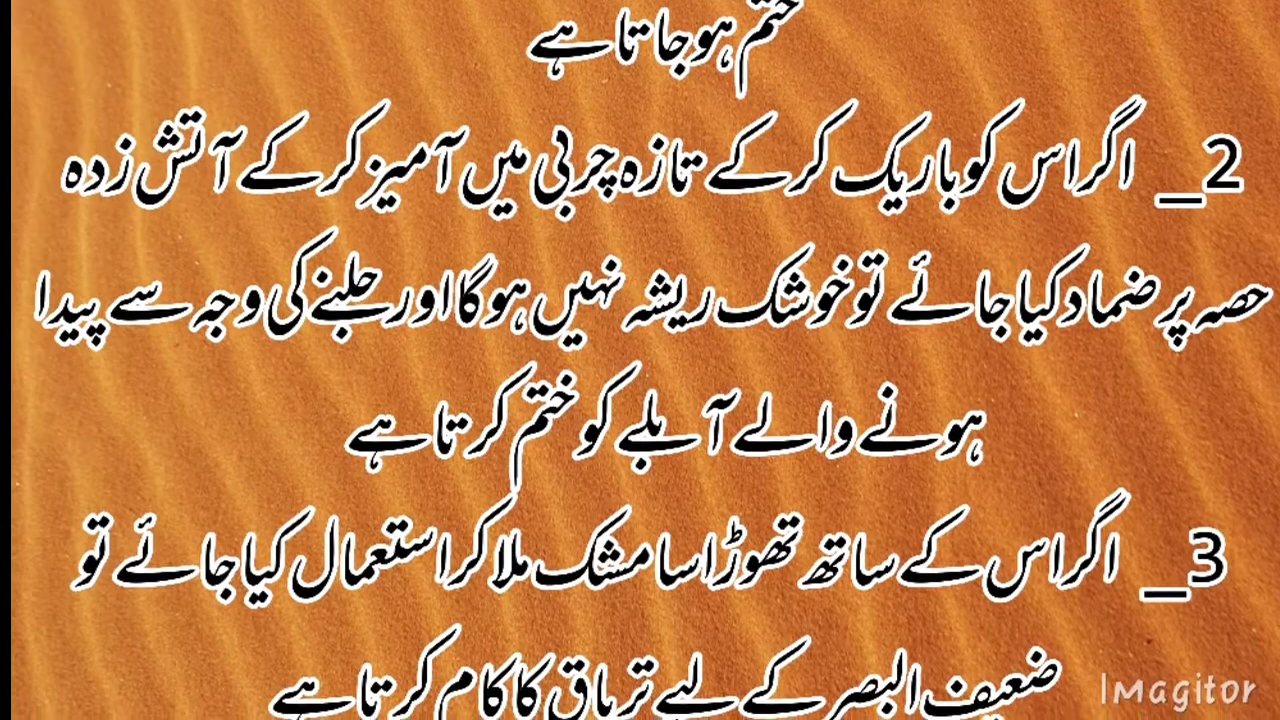 ختم ہوجاتا ہے
2_ اگر اس کو باریک کرکے تازہ چربی میں آمیز کرکے آتش زدہ
حصہ پر ضماد کیا جائے تو خوشک ریشہ نہیں ہوگا اور جلنے کی وجہ سے پیدا
ہونے والے آبلے کو ختم کرتا ہے
3_ اگر اس کے ساتھ تھوڑا سا مشک ملا کر استعمال کیا جائے تو
ضعیف البصر کے لیے تریاق کا کام کرتا ہے
Imagitor